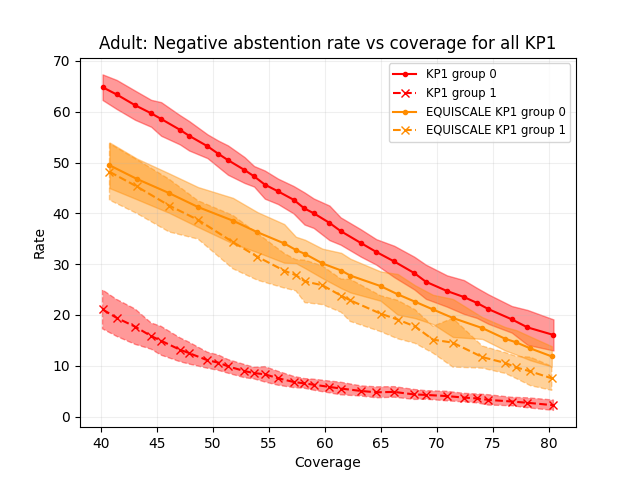 Adult: Negative abstention rate vs coverage for all KP1
70
60
50
40
30
20
10
0
Rate
KP1 group 0
KP1 group 1
EQUISCALE KP1 group 0
EQUISCALE KP1 group 1
40 45 50 55 60 65 70 75 80
Coverage